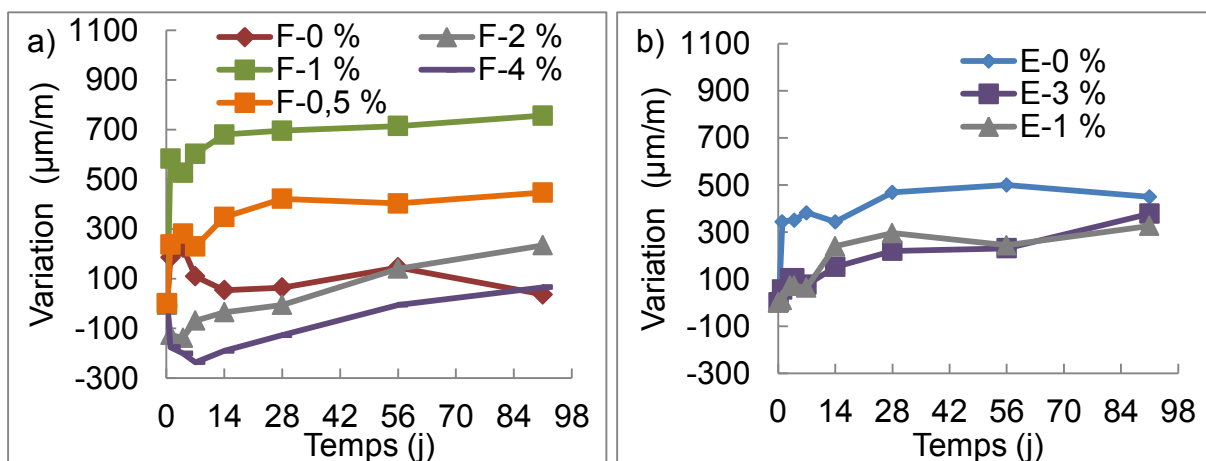 a)
F-0 % F-2 %
F-1 % F-4 %
F-0,5 %
Variation (µm/m)
1100
900
700
500
300
100
-100
-300
0 14 28 42 56 70 84 98
Temps (j)
b)
E-0 %
E-3 %
E-1 %
Variation (µm/m)
1100
900
700
500
300
100
-100
-300
0 14 28 42 56 70 84 98
Temps (j)